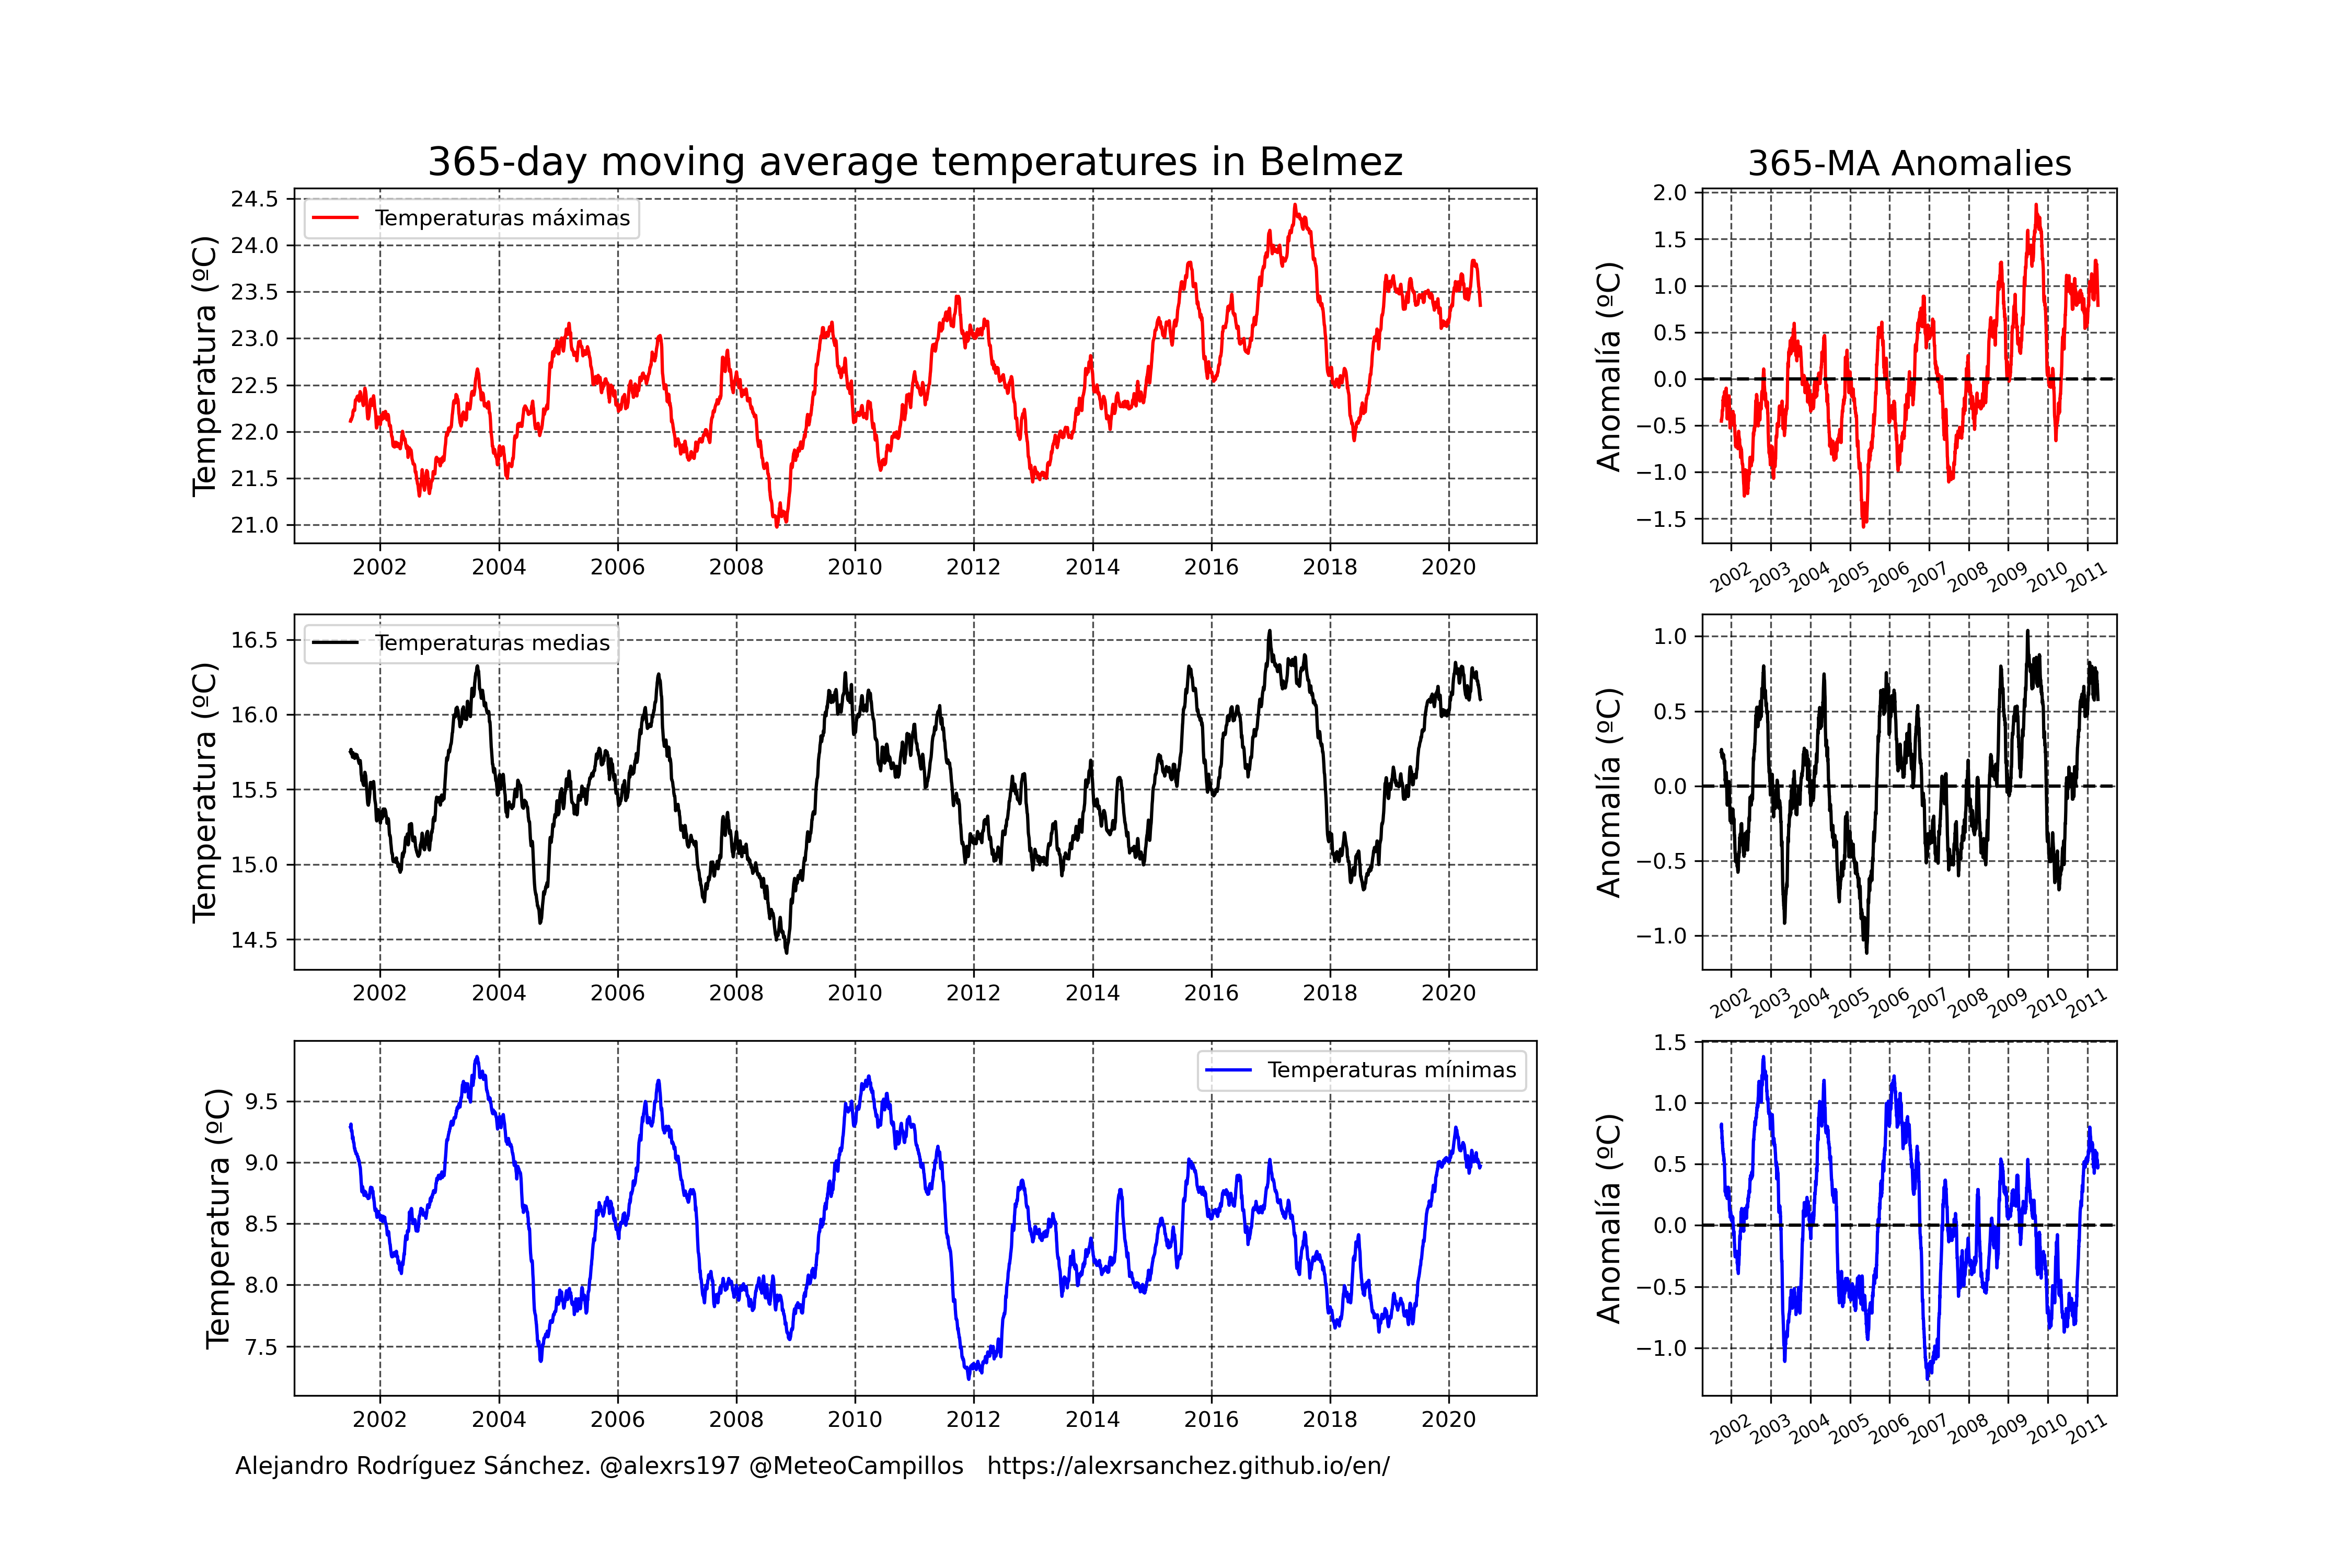 365-day moving average temperatures in Belmez
365-MA Anomalies
Temperatura (ºC)
24.5
24.0
23.5
23.0
22.5
22.0
21.5
21.0
Temperaturas máximas
2002 2004 2006 2008 2010 2012 2014 2016 2018 2020
Anomalía (ºC)
2.0
1.5
1.0
0.5
0.0
−0.5
−1.0
−1.5
2002 2003 2004 2005 2006 2007 2008 2009 2010 2011
Temperatura (ºC)
16.5
16.0
15.5
15.0
14.5
Temperaturas medias
2002 2004 2006 2008 2010 2012 2014 2016 2018 2020
Anomalía (ºC)
1.0
0.5
0.0
−0.5
−1.0
2002 2003 2004 2005 2006 2007 2008 2009 2010 2011
Temperatura (ºC)
9.5
9.0
8.5
8.0
7.5
Temperaturas mínimas
2002 2004 2006 2008 2010 2012 2014 2016 2018 2020
Anomalía (ºC)
1.5
1.0
0.5
0.0
−0.5
−1.0
2002 2003 2004 2005 2006 2007 2008 2009 2010 2011
Alejandro Rodríguez Sánchez. @alexrs197 @MeteoCampillos https://alexrsanchez.github.io/en/